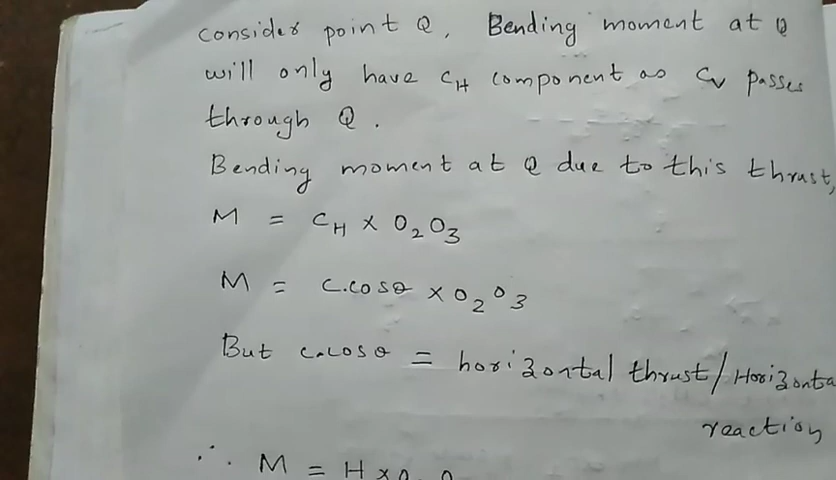 Consider point Q, Bending moment at Q
will only have CH component as CV passes
through Q.
Bending moment at Q due to this thrust,
M = CH × O2O3
M = C.cosθ × O2O3
But C.cosθ = horizontal thrust/Horizonta
reaction
∴ M = H ×